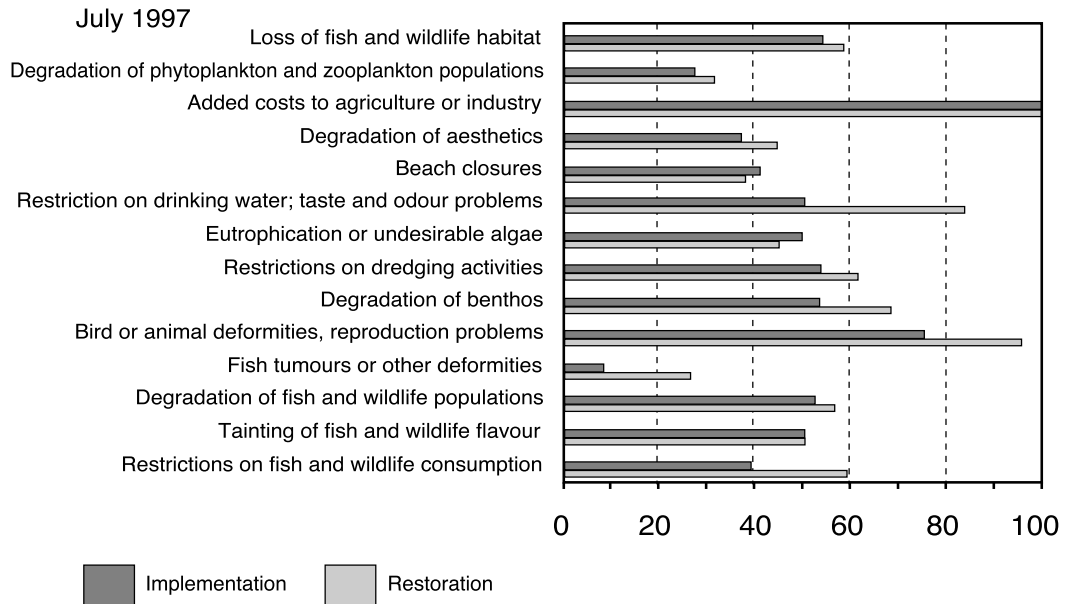 July 1997
Loss of fish and wildlife habitat
Degradation of phytoplankton and zooplankton populations
Added costs to agriculture or industry
Degradation of aesthetics
Beach closures
Restriction on drinking water; taste and odour problems
Eutrophication or undesirable algae
Restrictions on dredging activities
Degradation of benthos
Bird or animal deformities, reproduction problems
Fish tumours or other deformities
Degradation of fish and wildlife populations
Tainting of fish and wildlife flavour
Restrictions on fish and wildlife consumption
0 20 40 60 80 100
Implementation Restoration